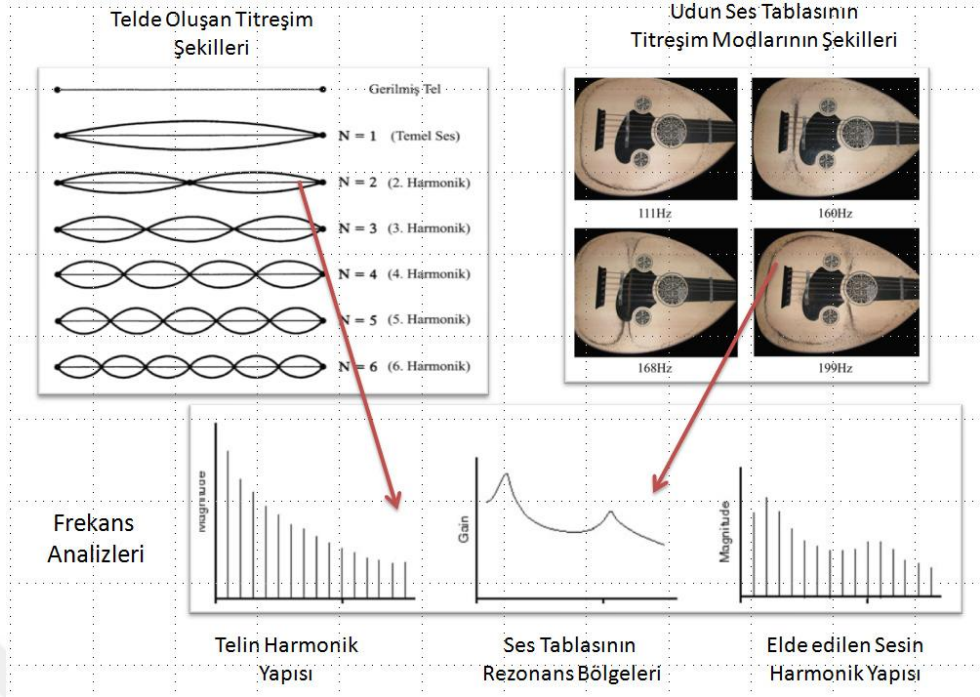 Telde Oluşan Titreşim
Şekilleri
Udun Ses Tablasının
Titreşim Modlarının Şekilleri
Gerilmiş Tel
N = 1 (Temel Ses)
N = 2 (2. Harmonik)
N = 3 (3. Harmonik)
N = 4 (4. Harmonik)
N = 5 (5. Harmonik)
N = 6 (6. Harmonik)
111Hz
160Hz
168Hz
199Hz
Frekans
Analizleri
Magnitude
Gain
Magnitude
Telin Harmonik
Yapısı
Ses Tablasının
Rezonans Bölgeleri
Elde edilen Sesin
Harmonik Yapısı